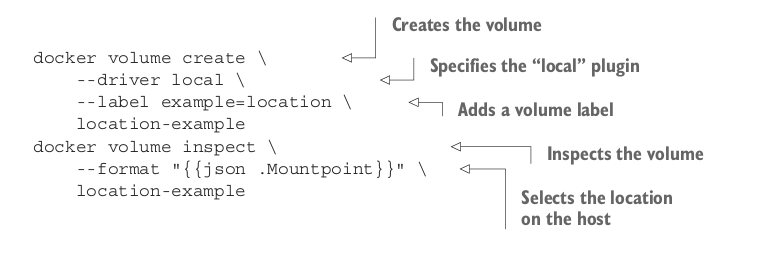 Creates the volume
docker volume create \
Specifies the “local” plugin
--driver local \
--label example=location \
Adds a volume label
location-example
docker volume inspect \
Inspects the volume
--format "{{json .Mountpoint}}" \
location-example
Selects the location
on the host